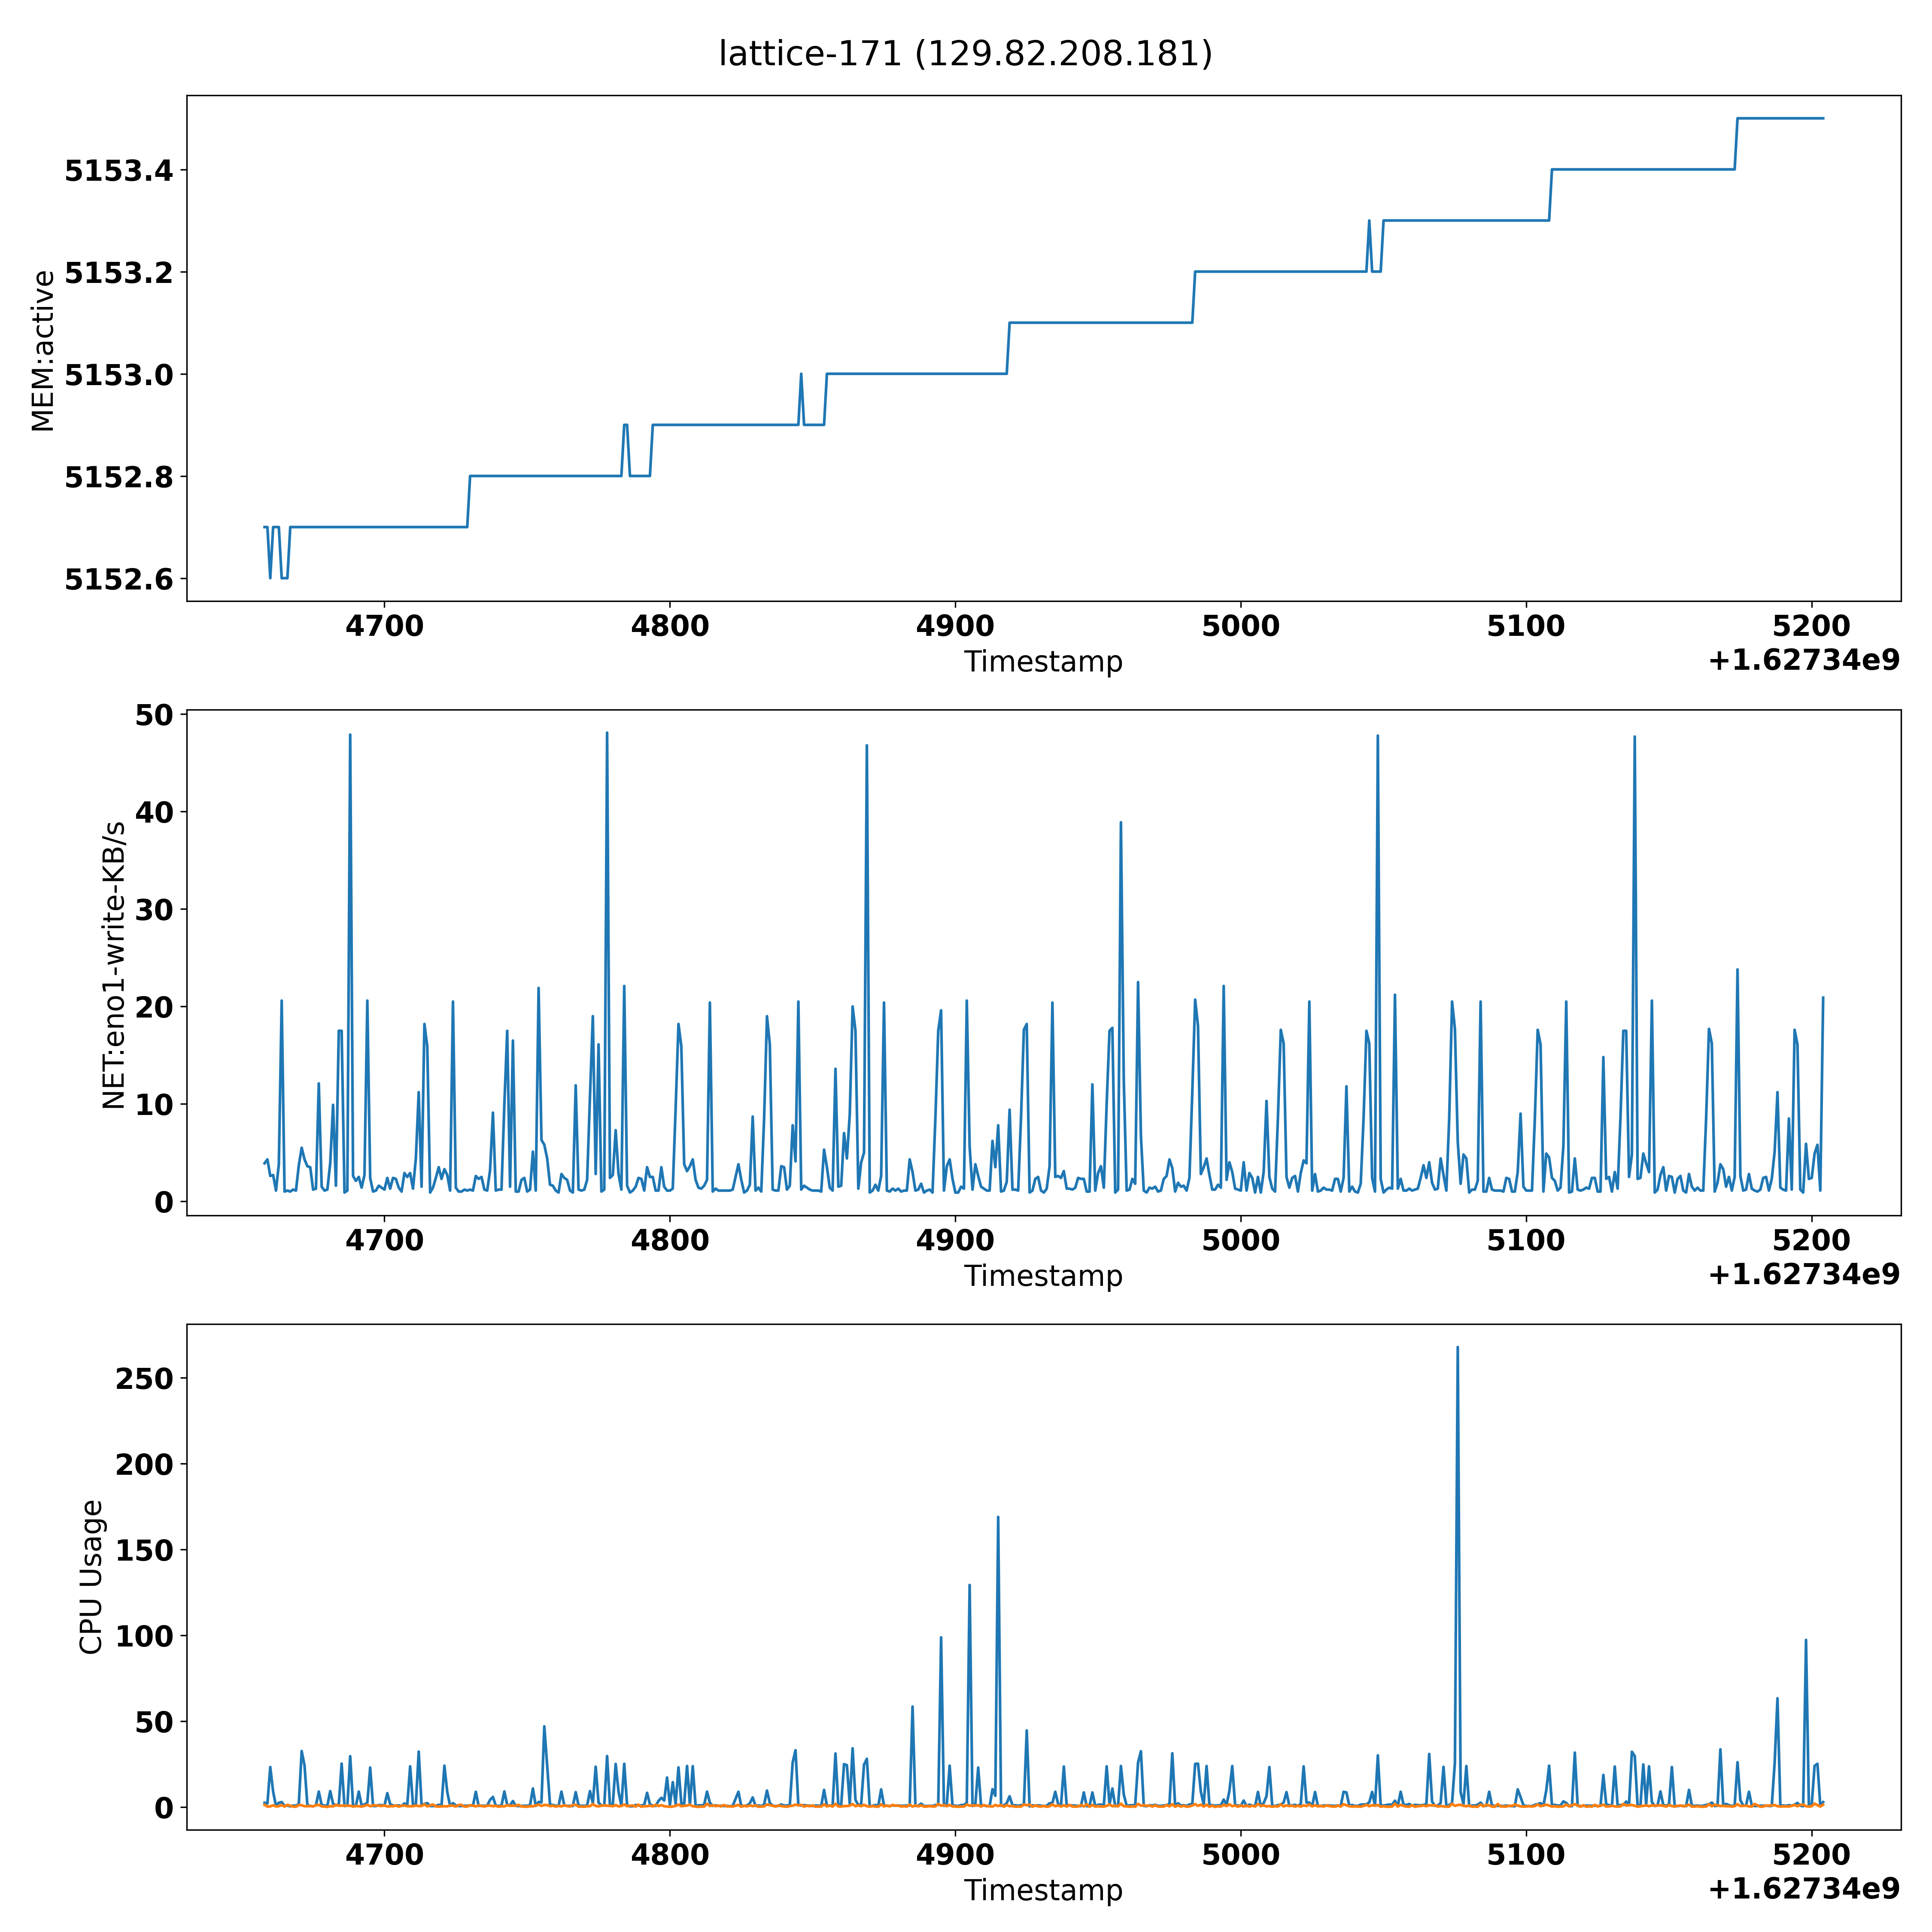 lattice-171 (129.82.208.181)
MEM:active
5153.4
5153.2
5153.0
5152.8
5152.6
4700 4800 4900 5000 5100 5200
Timestamp
+1.62734e9
NET:eno1-write-KB/s
50
40
30
20
10
0
4700 4800 4900 5000 5100 5200
Timestamp
+1.62734e9
CPU Usage
250
200
150
100
50
0
4700 4800 4900 5000 5100 5200
Timestamp
+1.62734e9